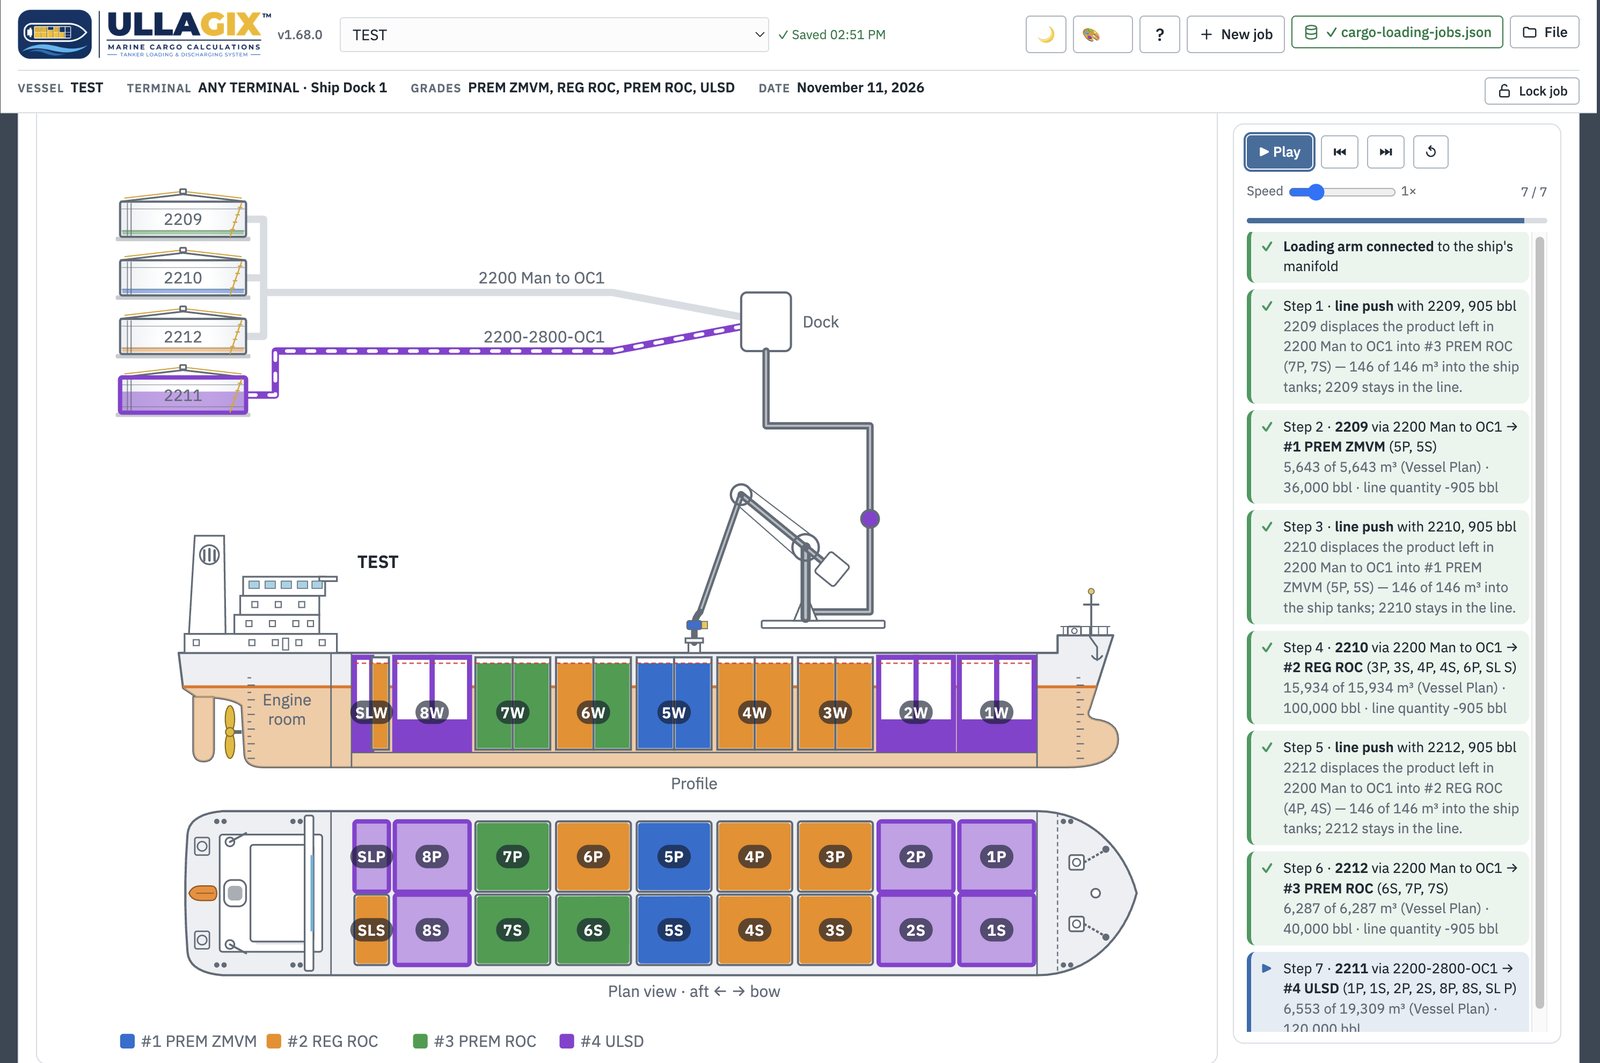 ULLAGIX™
MARINE CARGO CALCULATIONS
TANKER LOADING & DISCHARGING SYSTEM
v1.68.0
TEST
✓ Saved 02:51 PM
?
+ New job
✓ cargo-loading-jobs.json
File
VESSEL TEST
TERMINAL ANY TERMINAL · Ship Dock 1
GRADES PREM ZMVM, REG ROC, PREM ROC, ULSD
DATE November 11, 2026
Lock job
2209
2210
2212
2211
2200 Man to OC1
2200-2800-OC1
Dock
TEST
Engine
room
SLW 8W 7W 6W 5W 4W 3W 2W 1W
Profile
SLP 8P 7P 6P 5P 4P 3P 2P 1P
SLS 8S 7S 6S 5S 4S 3S 2S 1S
Plan view · aft ← → bow
#1 PREM ZMVM #2 REG ROC #3 PREM ROC #4 ULSD
Play
Speed 1× 7 / 7
Loading arm connected to the ship's
manifold
Step 1 · line push with 2209, 905 bbl
2209 displaces the product left in
2200 Man to OC1 into #3 PREM ROC
(7P, 7S) — 146 of 146 m³ into the ship
tanks; 2209 stays in the line.
Step 2 · 2209 via 2200 Man to OC1 →
#1 PREM ZMVM (5P, 5S)
5,643 of 5,643 m³ (Vessel Plan) ·
36,000 bbl · line quantity -905 bbl
Step 3 · line push with 2210, 905 bbl
2210 displaces the product left in
2200 Man to OC1 into #1 PREM
ZMVM (5P, 5S) — 146 of 146 m³ into
the ship tanks; 2210 stays in the line.
Step 4 · 2210 via 2200 Man to OC1 →
#2 REG ROC (3P, 3S, 4P, 4S, 6P, SL S)
15,934 of 15,934 m³ (Vessel Plan) ·
100,000 bbl · line quantity -905 bbl
Step 5 · line push with 2212, 905 bbl
2212 displaces the product left in
2200 Man to OC1 into #2 REG ROC
(4P, 4S) — 146 of 146 m³ into the ship
tanks; 2212 stays in the line.
Step 6 · 2212 via 2200 Man to OC1 →
#3 PREM ROC (6S, 7P, 7S)
6,287 of 6,287 m³ (Vessel Plan) ·
40,000 bbl · line quantity -905 bbl
Step 7 · 2211 via 2200-2800-OC1 →
#4 ULSD (1P, 1S, 2P, 2S, 8P, 8S, SL P)
6,553 of 19,309 m³ (Vessel Plan) ·
120,000 bbl